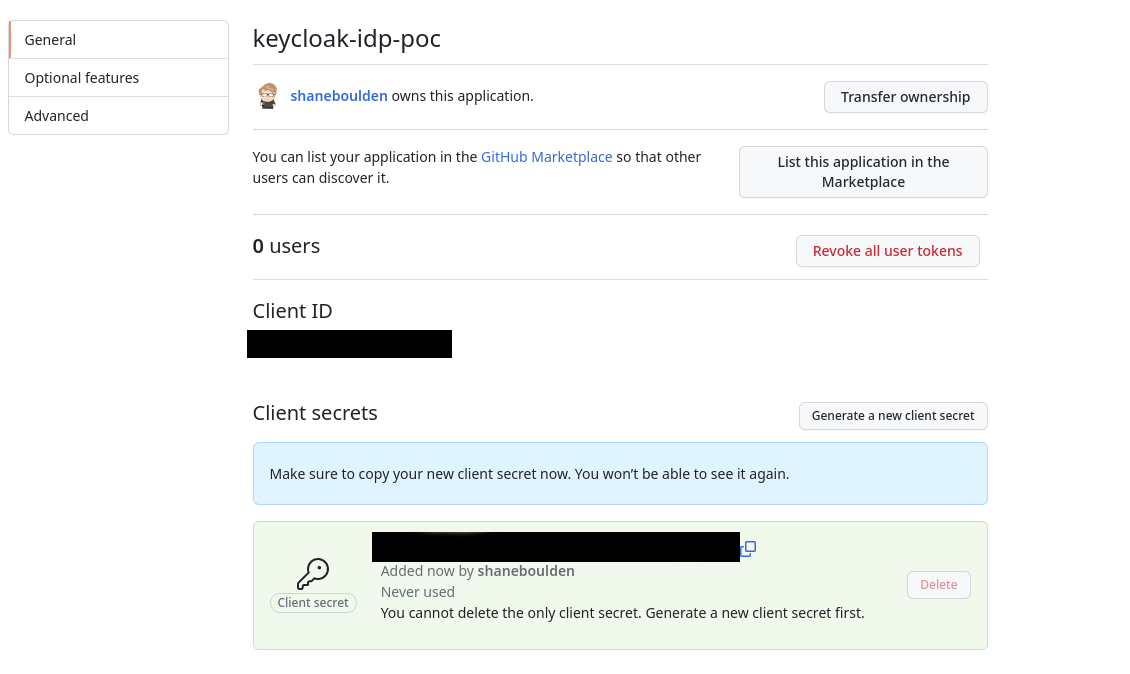 General
Optional features
Advanced
keycloak-idp-poc
shaneboulden owns this application.
Transfer ownership
You can list your application in the GitHub Marketplace so that other
users can discover it.
List this application in the
Marketplace
0 users
Revoke all user tokens
Client ID
Client secrets
Generate a new client secret
Make sure to copy your new client secret now. You won’t be able to see it again.
Client secret
Added now by shaneboulden
Never used
You cannot delete the only client secret. Generate a new client secret first.
Delete